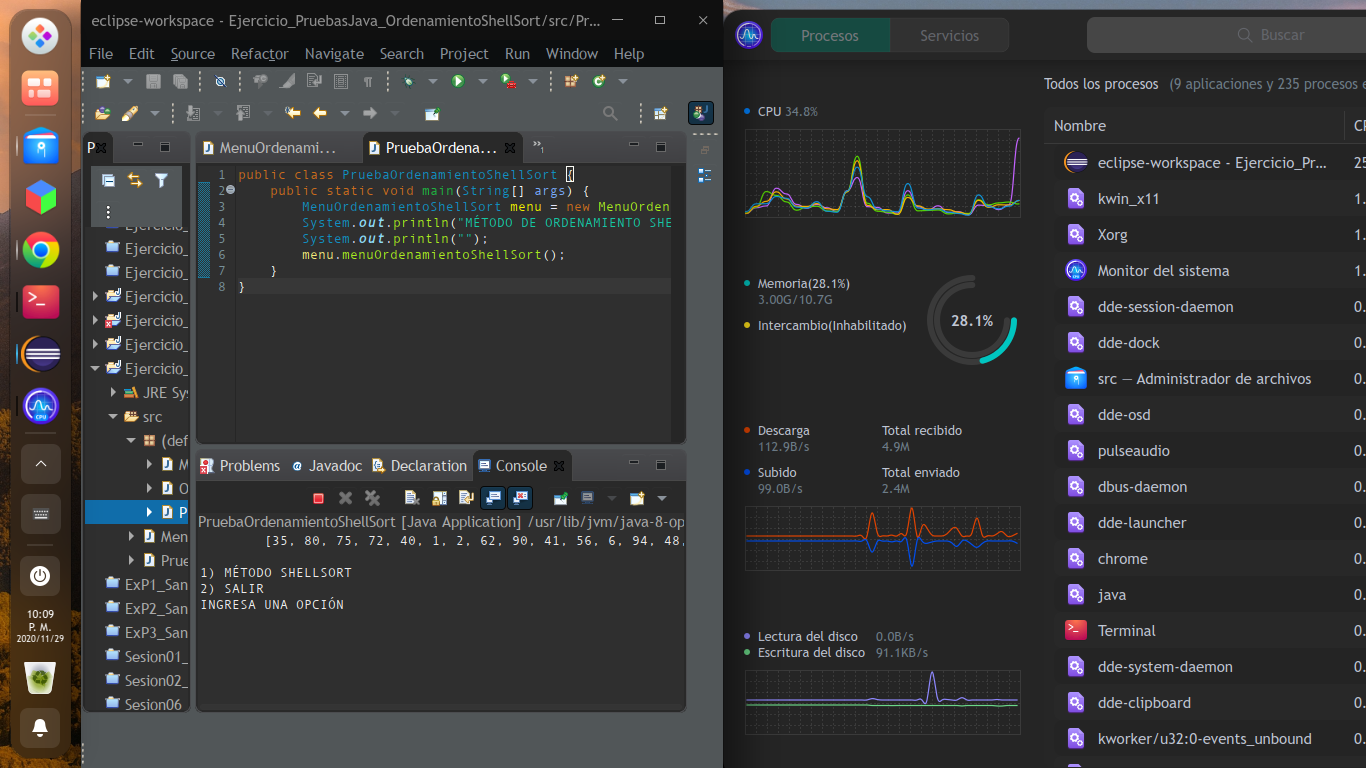 eclipse-workspace - Ejercicio_PruebasJava_OrdenamientoShellSort/src/Pr...
File Edit Source Refactor Navigate Search Project Run Window Help
P
MenuOrdenami...
PruebaOrdena...
»1
1 public class PruebaOrdenamientoShellSort {
2 public static void main(String[] args) {
3 MenuOrdenamientoShellSort menu = new MenuOrden
4 System.out.println("MÉTODO DE ORDENAMIENTO SHE
5 System.out.println("");
6 menu.menuOrdenamientoShellSort();
7 }
8 }
Ejercicio_
Ejercicio_
Ejercicio_
Ejercicio_
Ejercicio_
Ejercicio_
Ejercicio_
JRE Sys
src
(def
M
O
P
Men
Prue
ExP1_San
ExP2_San
ExP3_San
Sesion01_
Sesion02_
Sesion06
Problems Javadoc Declaration Console
PruebaOrdenamientoShellSort [Java Application] /usr/lib/jvm/java-8-op
[35, 80, 75, 72, 40, 1, 2, 62, 90, 41, 56, 6, 94, 48,
1) MÉTODO SHELLSORT
2) SALIR
INGRESA UNA OPCIÓN
CPU
10:09
P. M.
2020/11/29
Procesos Servicios
Buscar
CPU 34.8%
Memoria(28.1%)
3.00G/10.7G
Intercambio(Inhabilitado)
28.1%
Descarga Total recibido
112.9B/s 4.9M
Subido Total enviado
99.0B/s 2.4M
Lectura del disco 0.0B/s
Escritura del disco 91.1KB/s
Todos los procesos (9 aplicaciones y 235 procesos e
Nombre CP
eclipse-workspace - Ejercicio_Pr... 25
kwin_x11 1.
Xorg 1.
Monitor del sistema 1.
dde-session-daemon 0.
dde-dock 0.
src — Administrador de archivos 0.
dde-osd 0.
pulseaudio 0.
dbus-daemon 0.
dde-launcher 0.
chrome 0.
java 0.
Terminal 0.
dde-system-daemon 0.
dde-clipboard 0.
kworker/u32:0-events_unbound 0.